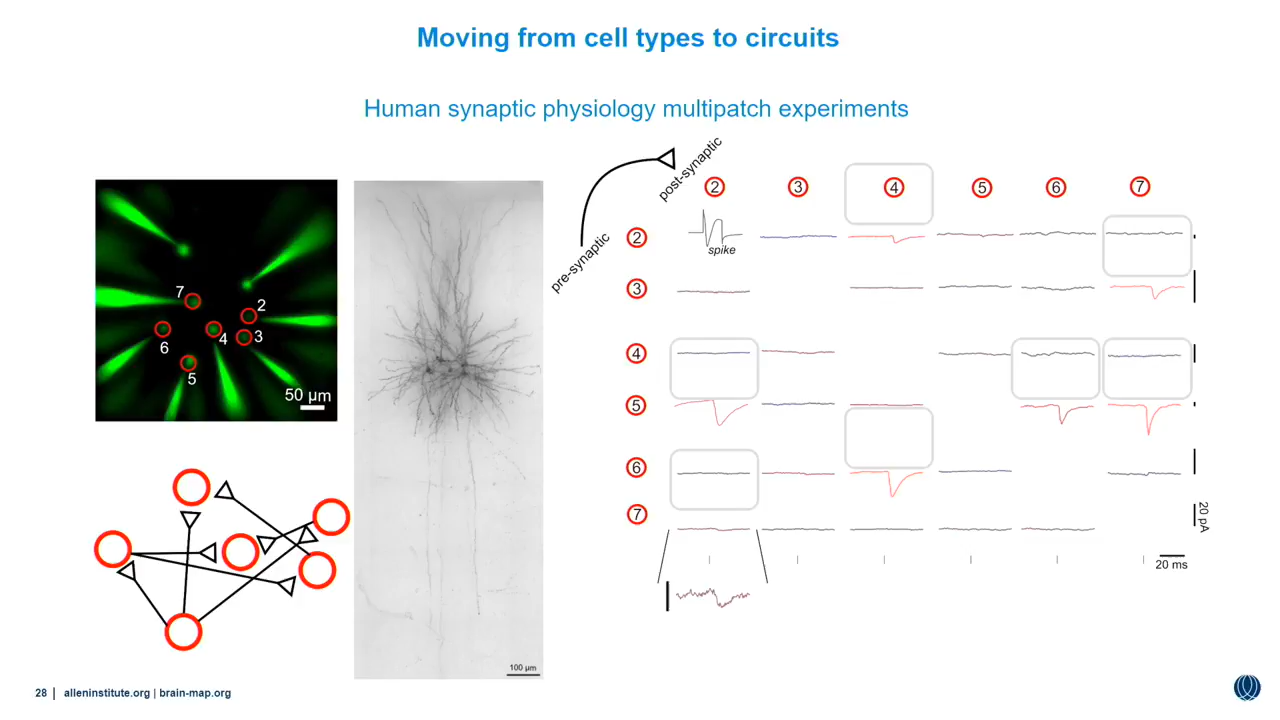 Moving from cell types to circuits
Human synaptic physiology multipatch experiments
7
2
6
4
3
5
50 µm
100 µm
pre-synaptic
post-synaptic
2
3
4
5
6
7
2
spike
3
4
5
6
7
20 pA
20 ms
28 | alleninstitute.org | brain-map.org